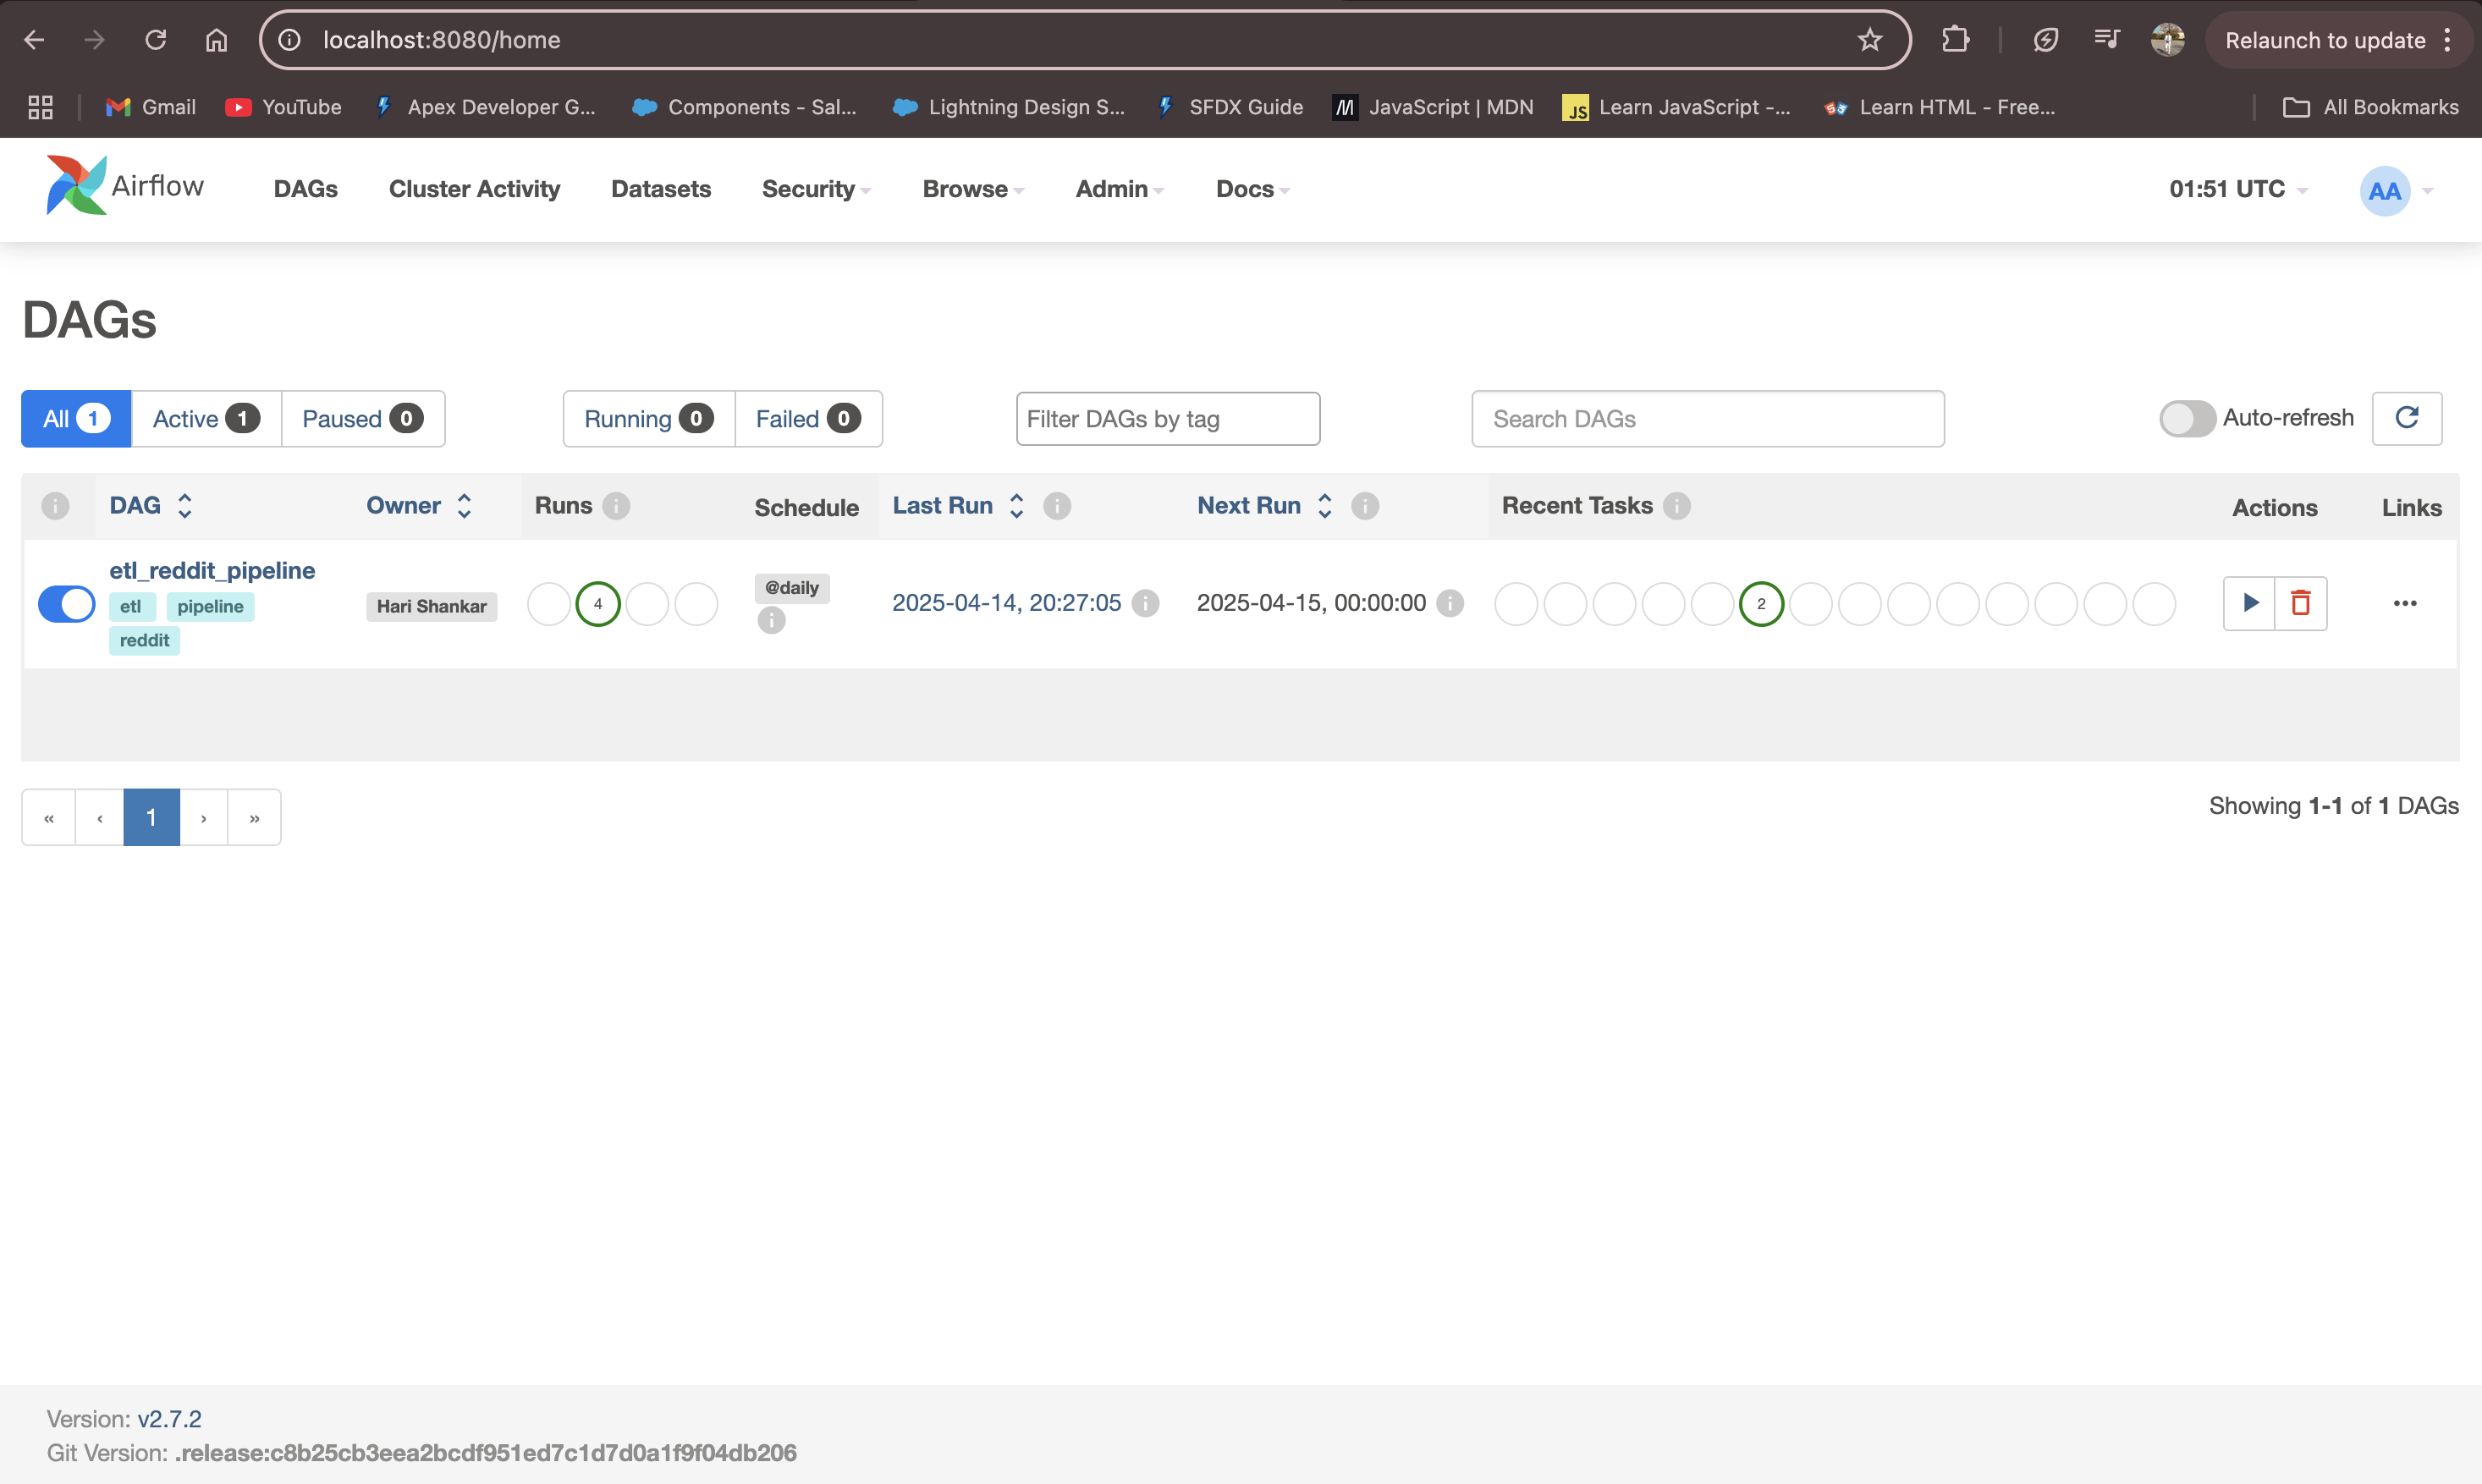 localhost:8080/home
Relaunch to update
Gmail
YouTube
Apex Developer G...
Components - Sal...
Lightning Design S...
SFDX Guide
JavaScript | MDN
JS
Learn JavaScript -...
Learn HTML - Free...
All Bookmarks
Airflow
DAGs
Cluster Activity
Datasets
Security
Browse
Admin
Docs
01:51 UTC
AA
DAGs
All 1
Active 1
Paused 0
Running 0
Failed 0
Filter DAGs by tag
Search DAGs
Auto-refresh
DAG
Owner
Runs
Schedule
Last Run
Next Run
Recent Tasks
Actions
Links
etl_reddit_pipeline
etl
pipeline
reddit
Hari Shankar
4
@daily
2025-04-14, 20:27:05
2025-04-15, 00:00:00
2
« ‹ 1 › »
Showing 1-1 of 1 DAGs
Version: v2.7.2
Git Version: .release:c8b25cb3eea2bcdf951ed7c1d7d0a1f9f04db206